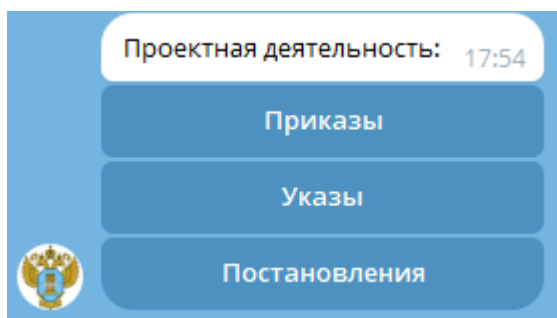 Проектная деятельность: 17:54
Приказы
Указы
Постановления